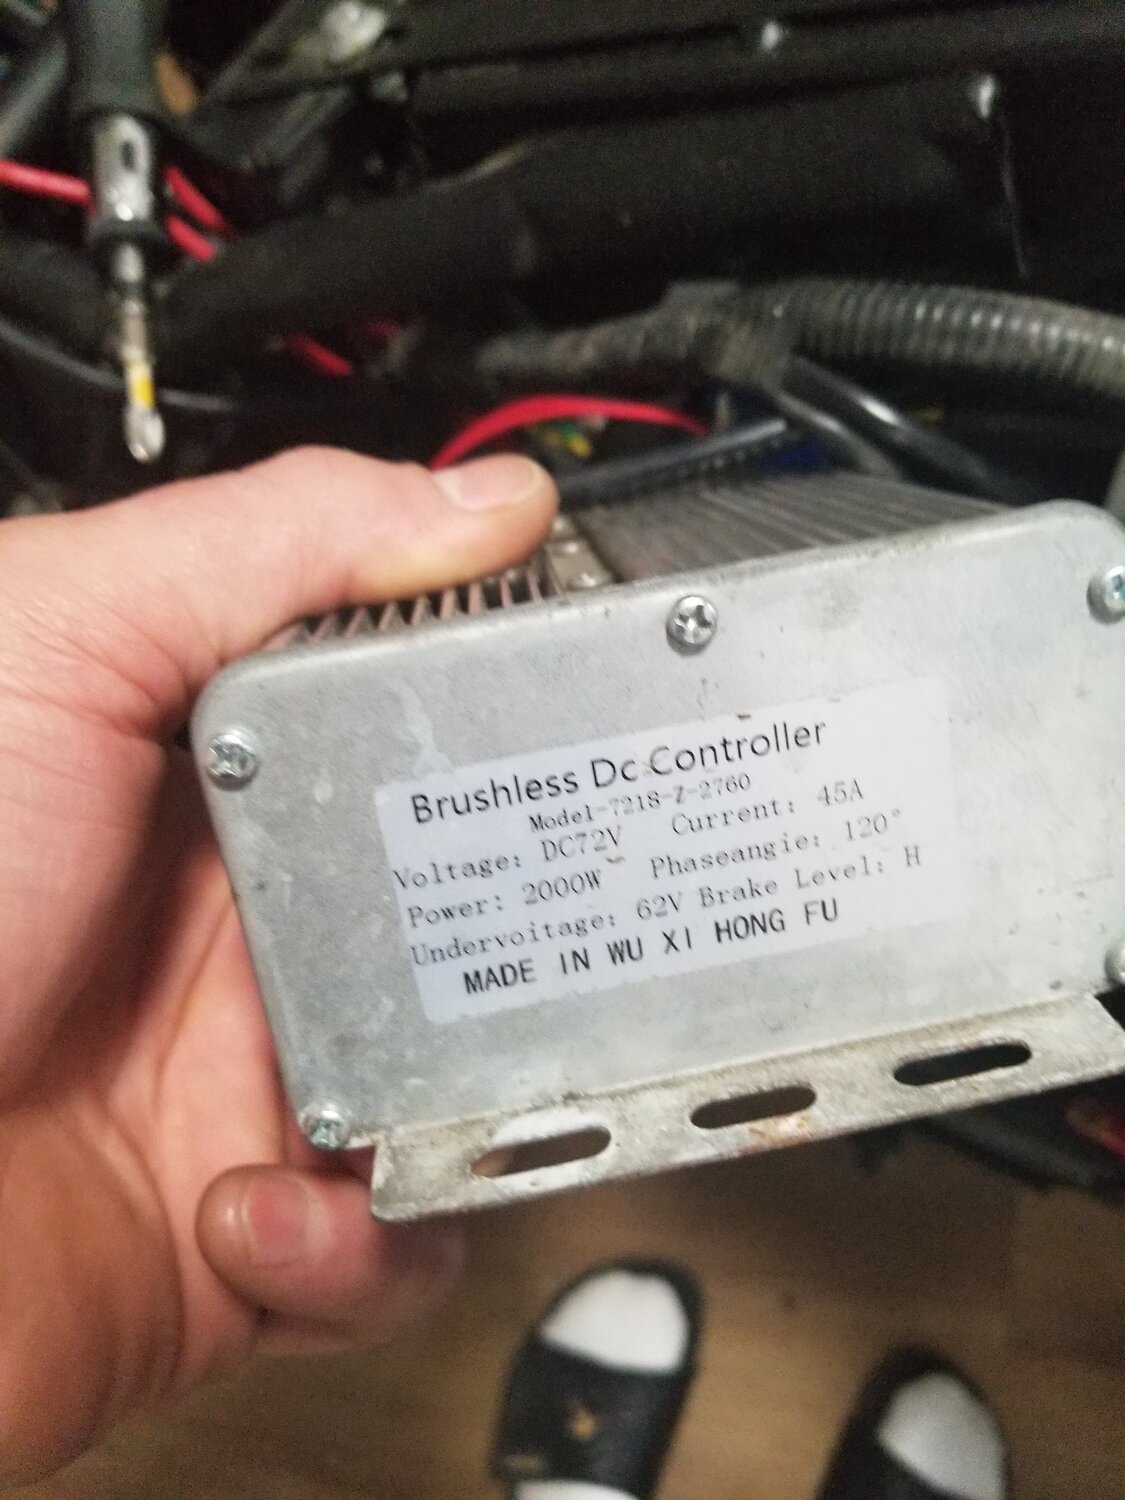 Brushless Dc Controller
Model-7218-Z-2760
Voltage: DC72V Current: 45A
Power: 2000W Phaseangie: 120°
Undervoitage: 62V Brake Level: H
MADE IN WU XI HONG FU